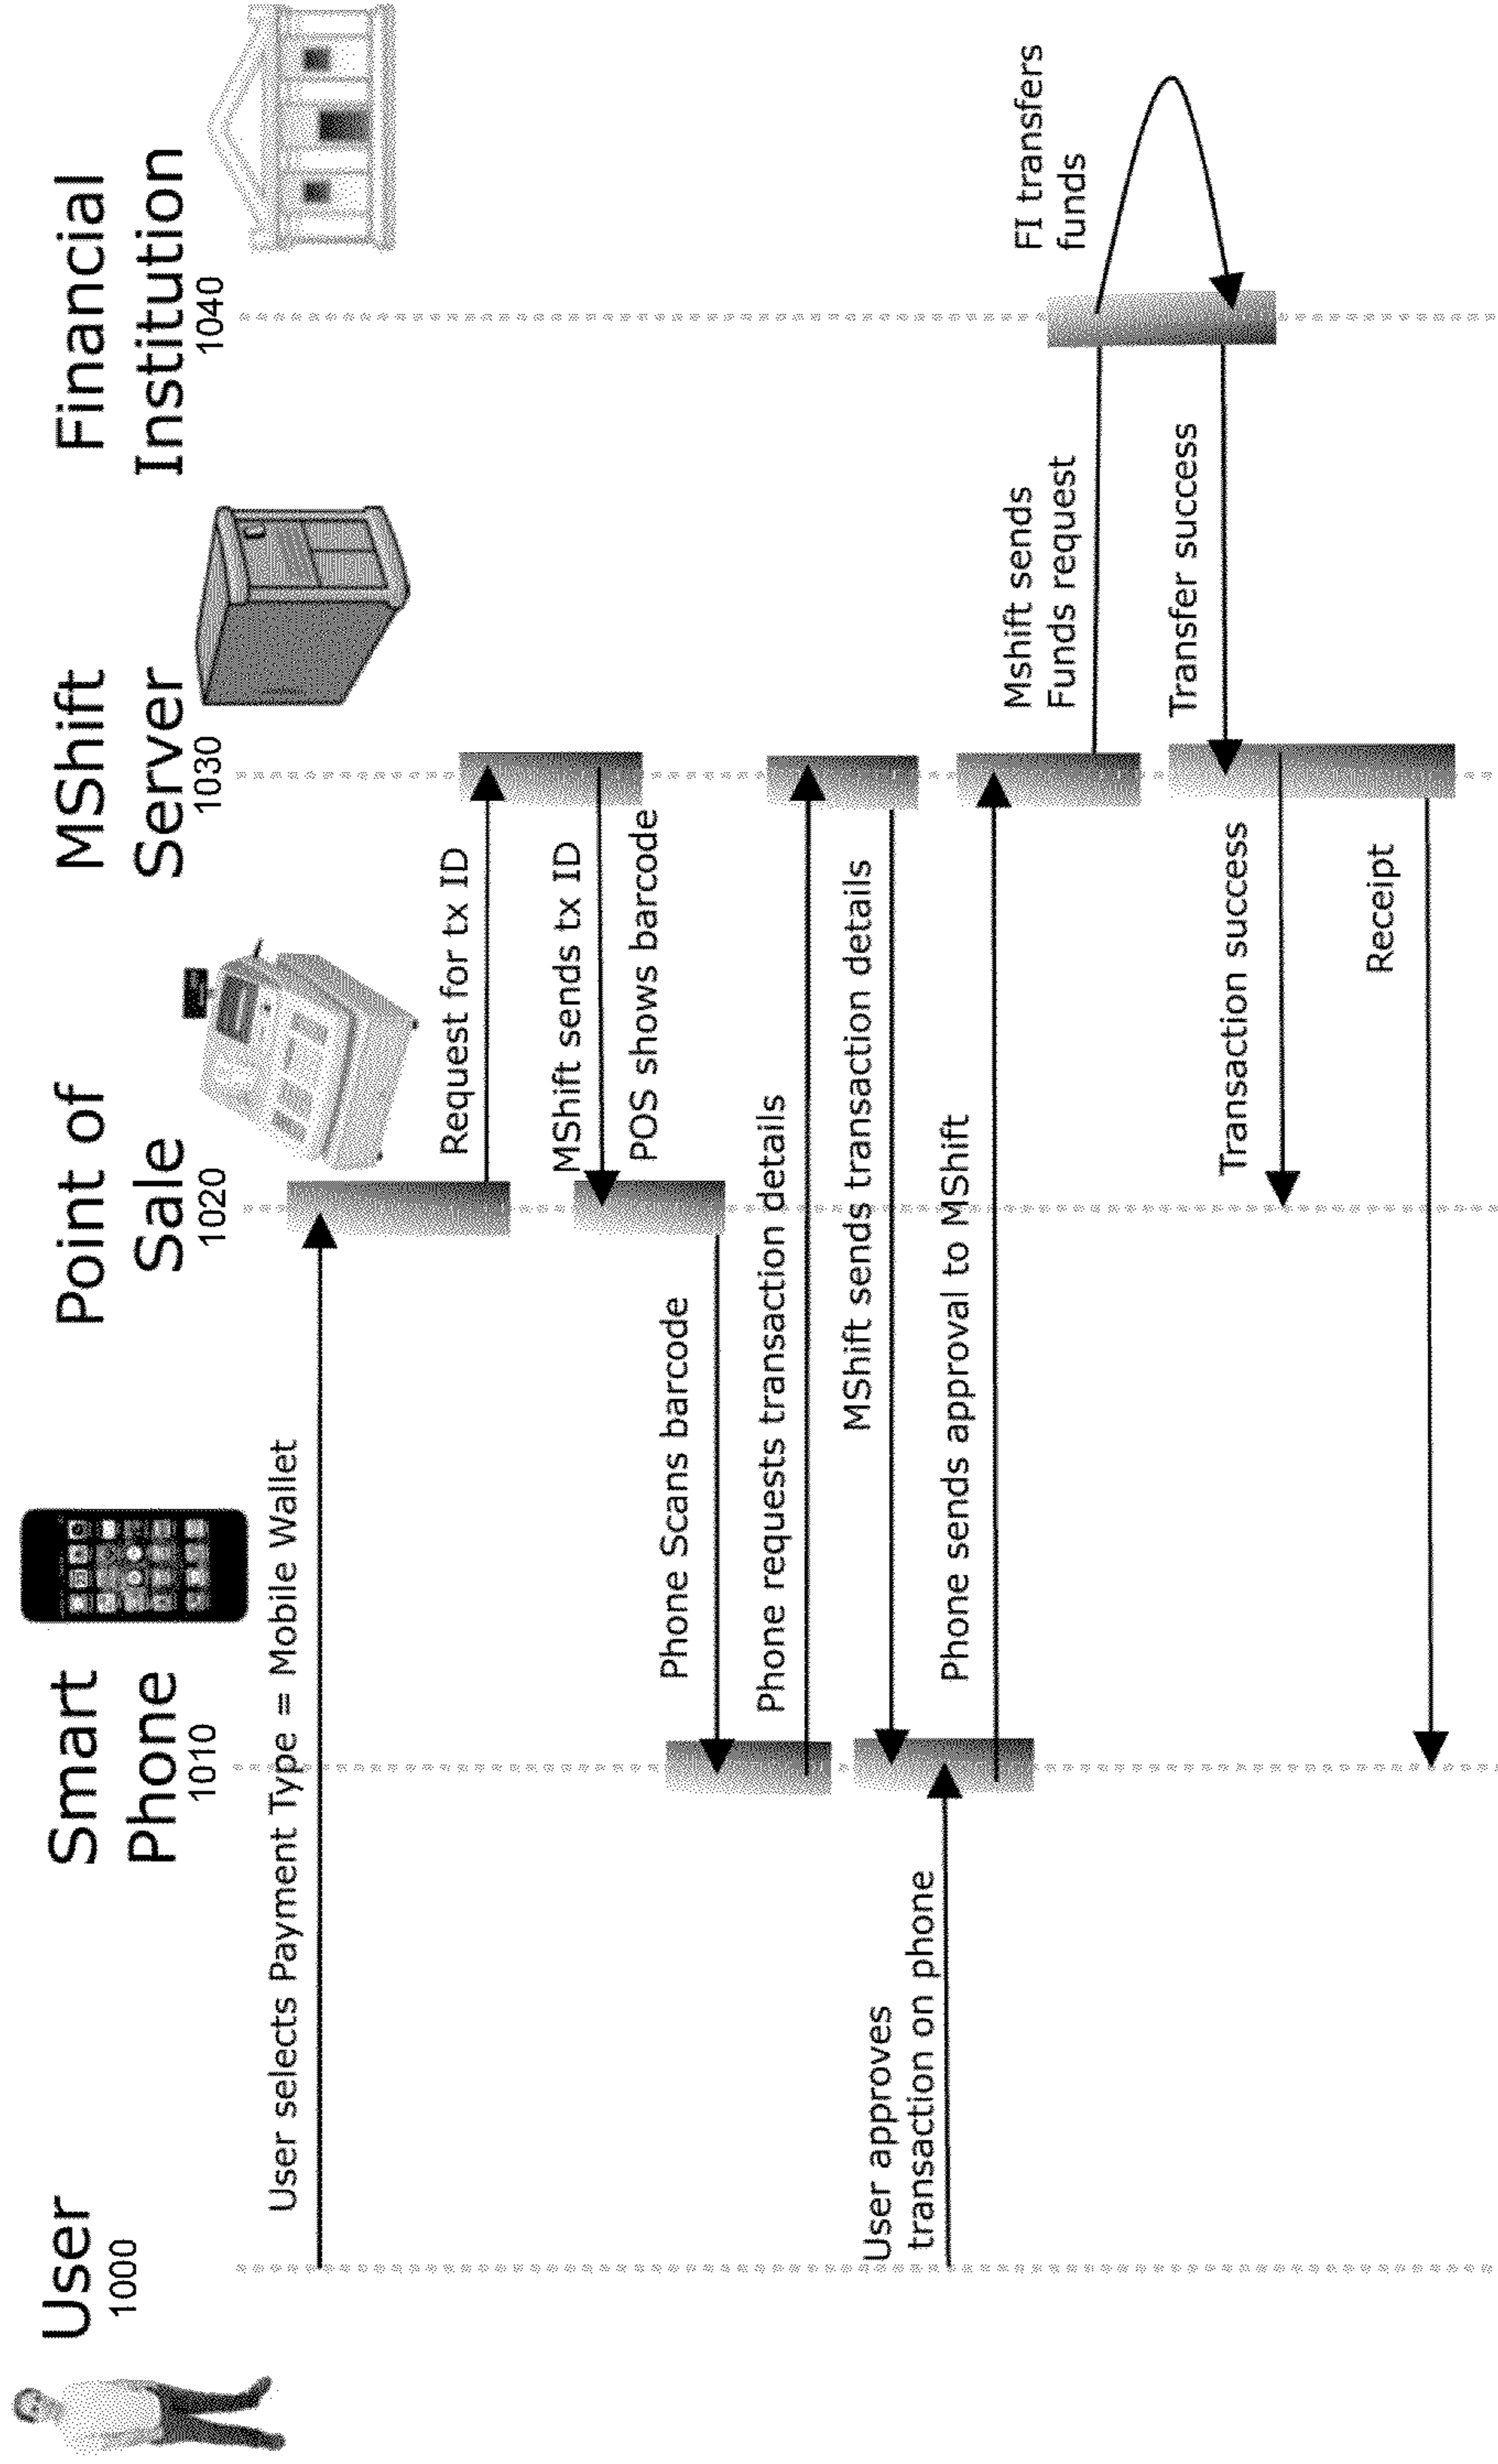 User
1000
Smart
Phone
1010
Point of
Sale
1020
MShift
Server
1030
Financial
Institution
1040
User selects Payment Type = Mobile Wallet
Request for tx ID
MShift sends tx ID
POS shows barcode
Phone Scans barcode
Phone requests transaction details
MShift sends transaction details
User approves
transaction on phone
Phone sends approval to MShift
Mshift sends
Funds request
FI transfers
funds
Transfer success
Transaction success
Receipt